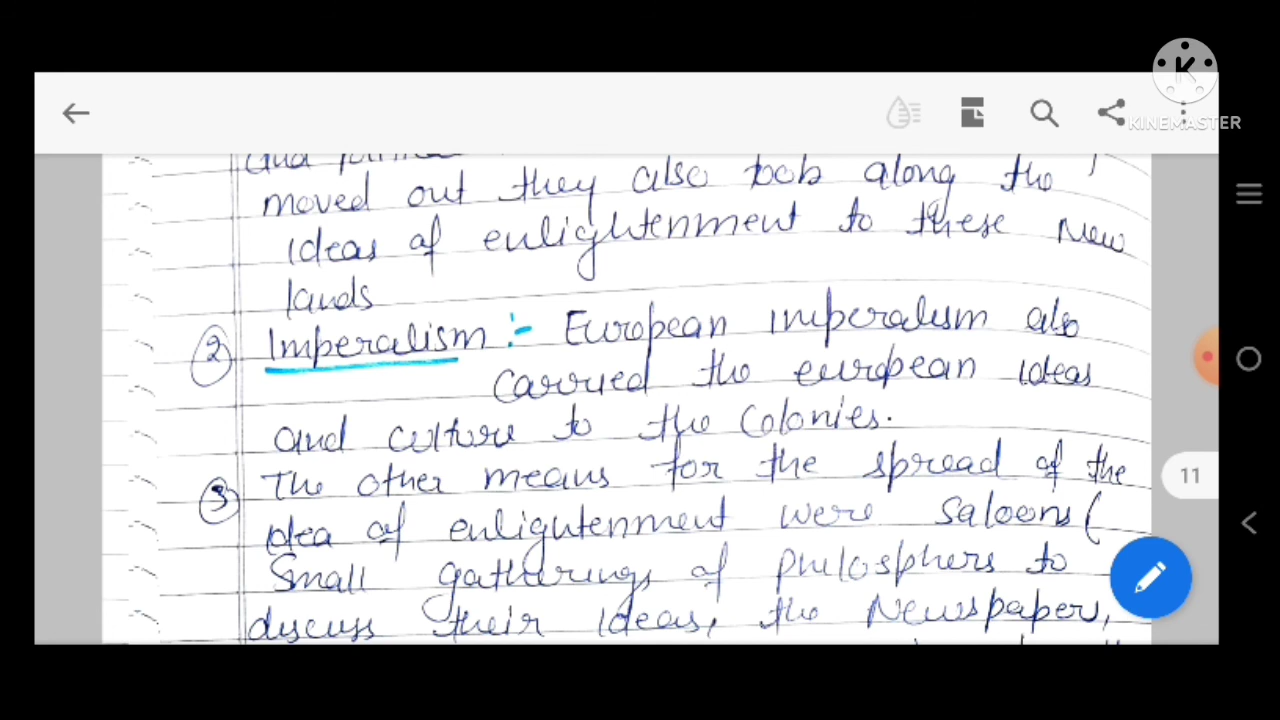 KINEMASTER
moved out they also along the
Ideas of enlightenment to these New
lands
2 Imperalism :- European imperalism also
carried the european ideas
and culture to the Colonies.
3 The other means for the spread of the
idea of enlightenment were saloons (
Small gatherings of philosphers to
discuss their Ideas, the Newspapers,
11